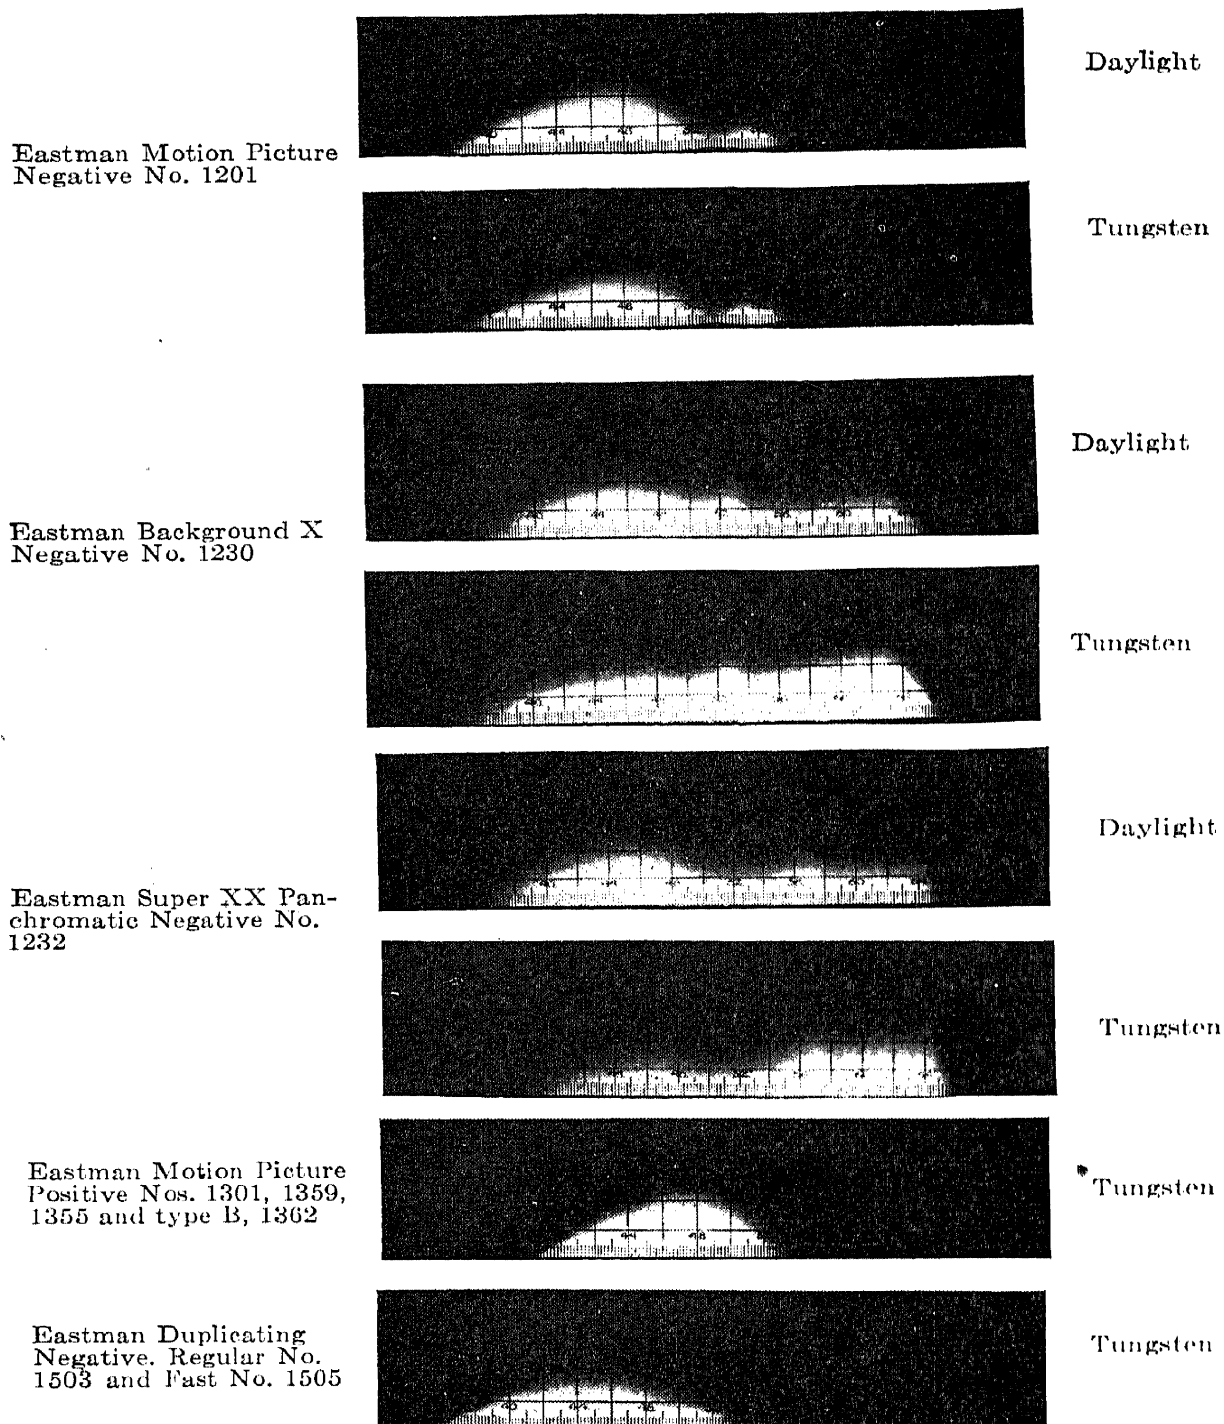 Daylight
Eastman Motion Picture
Negative No. 1201
Tungsten
Daylight
Eastman Background X
Negative No. 1230
Tungsten
Daylight
Eastman Super XX Pan-
chromatic Negative No.
1232
Tungsten
Eastman Motion Picture
Positive Nos. 1301, 1359,
1355 and type B, 1362
Tungsten
Eastman Duplicating
Negative. Regular No.
1503 and Fast No. 1505
Tungsten